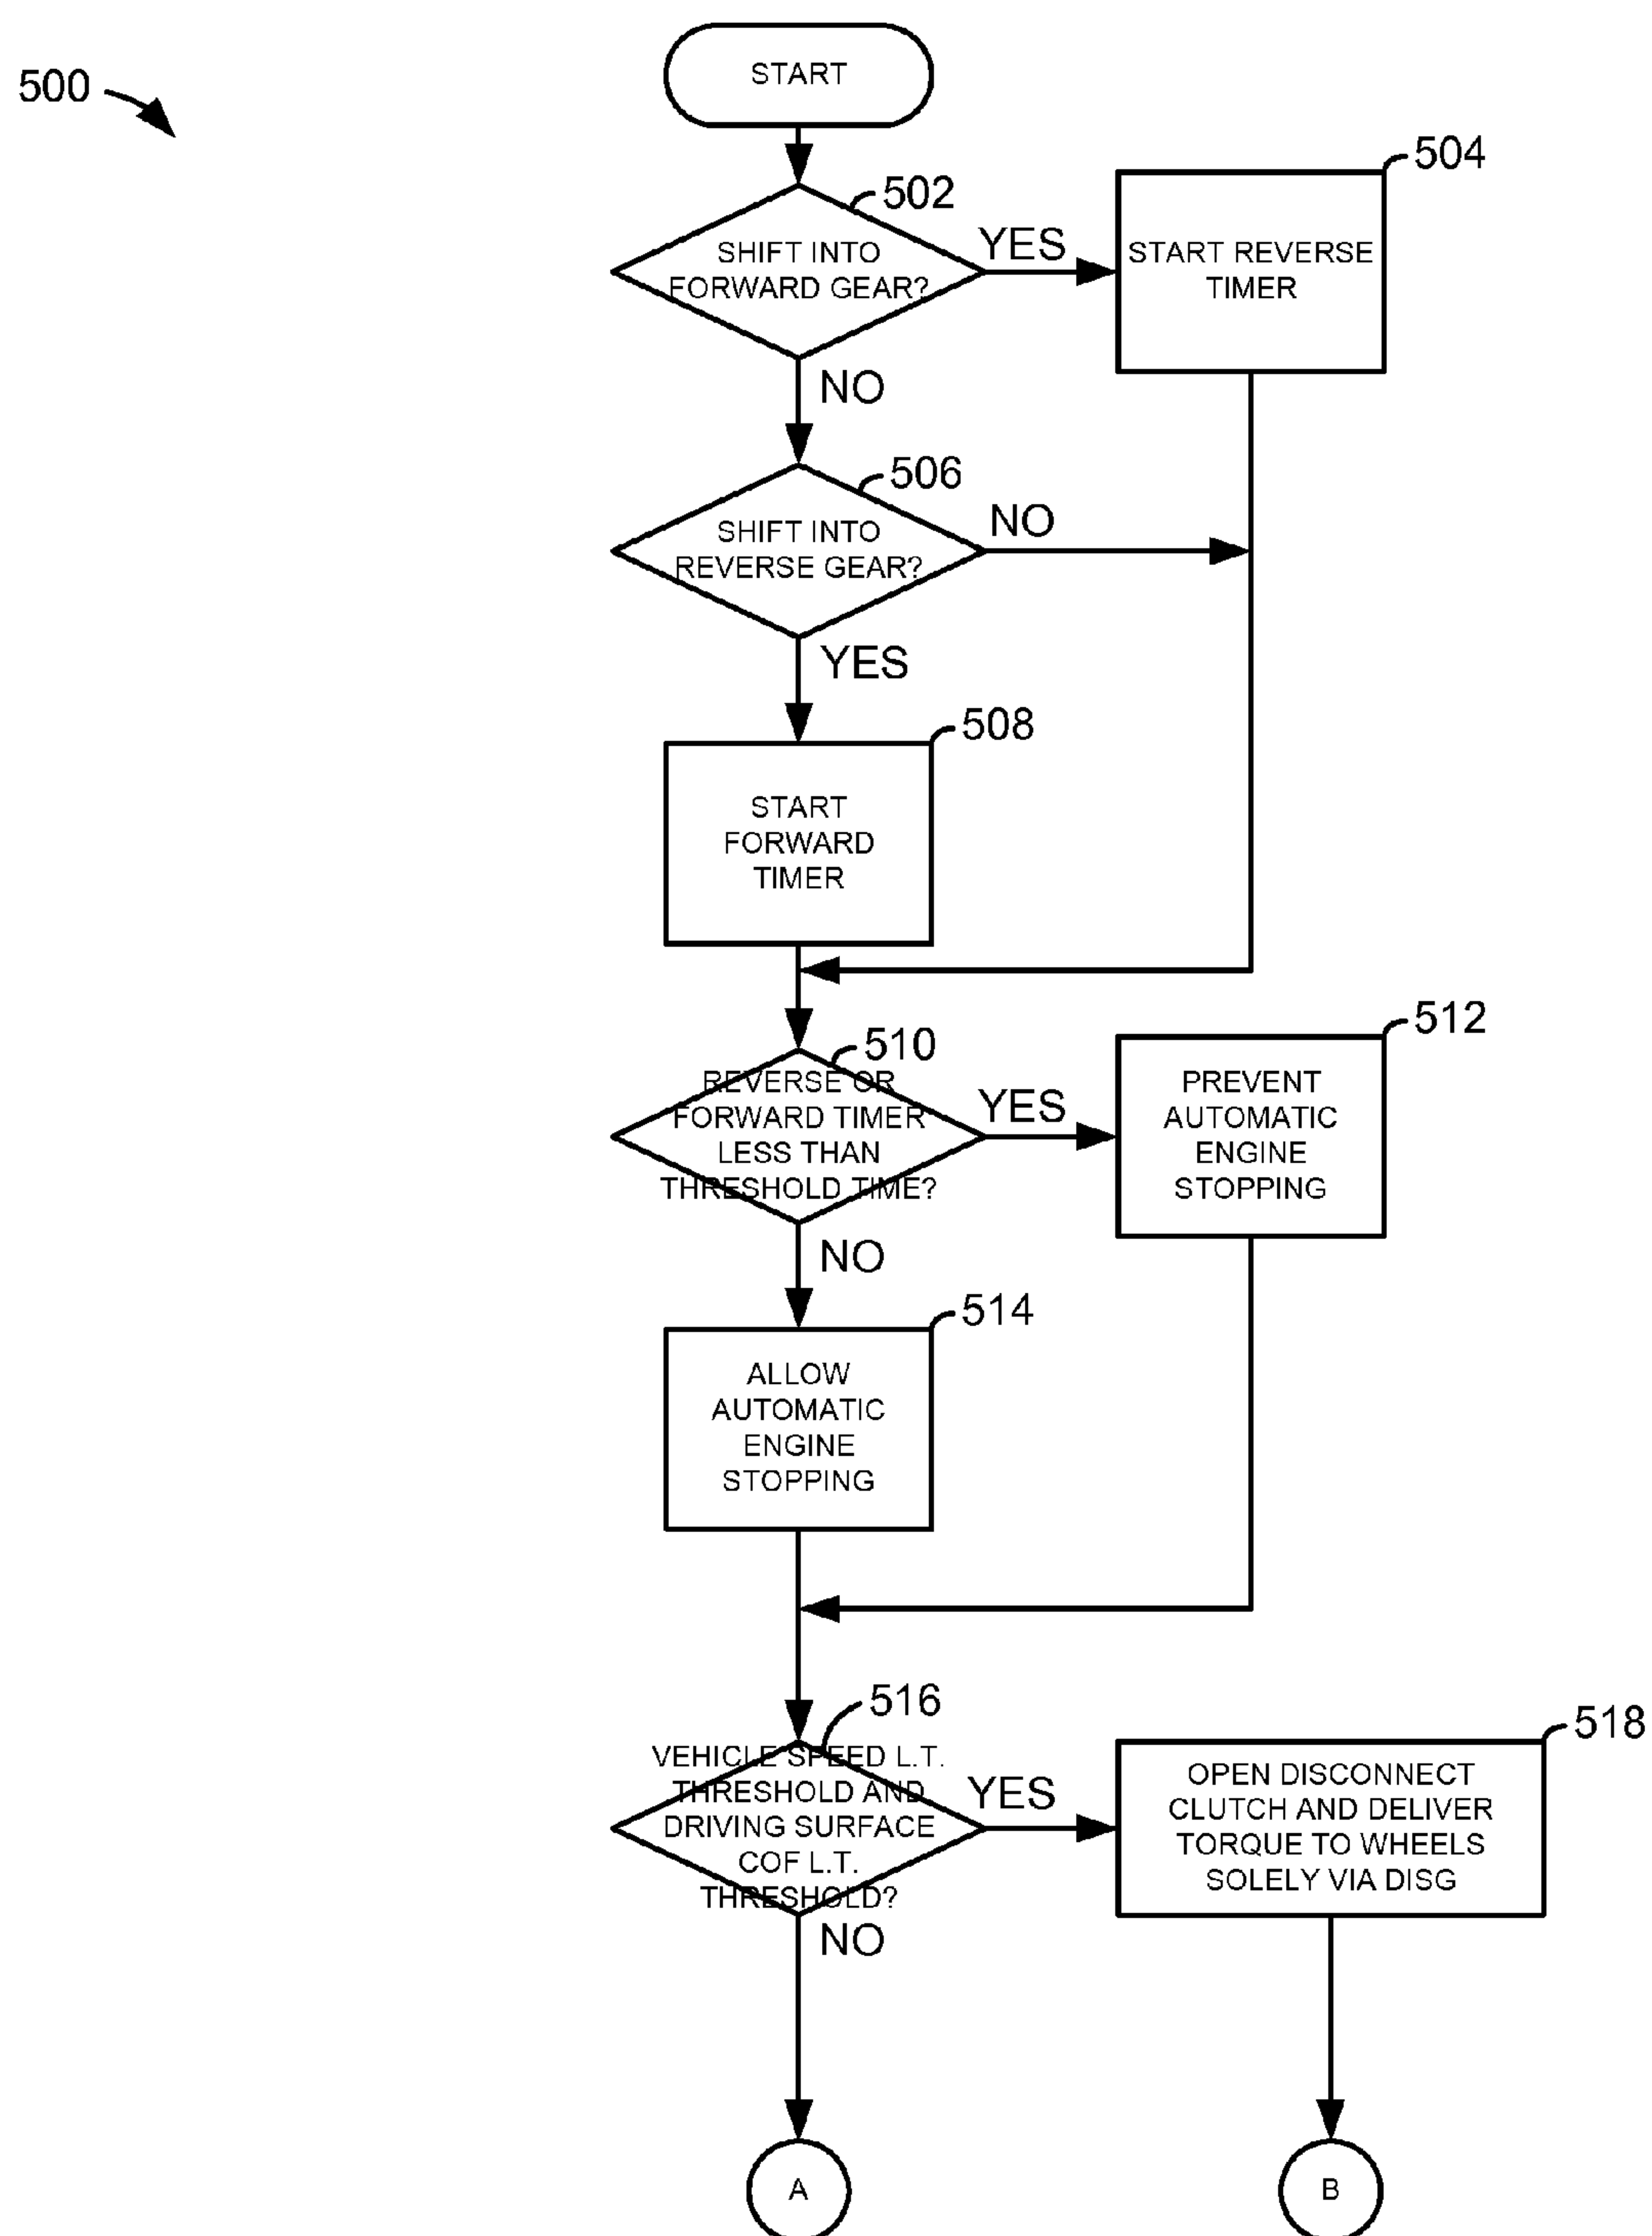 500
START
502
SHIFT INTO
FORWARD GEAR?
YES
504
START REVERSE
TIMER
NO
506
SHIFT INTO
REVERSE GEAR?
NO
YES
508
START
FORWARD
TIMER
510
REVERSE OR
FORWARD TIMER
LESS THAN
THRESHOLD TIME?
YES
512
PREVENT
AUTOMATIC
ENGINE
STOPPING
NO
514
ALLOW
AUTOMATIC
ENGINE
STOPPING
516
VEHICLE SPEED L.T.
THRESHOLD AND
DRIVING SURFACE
COF L.T.
THRESHOLD?
YES
518
OPEN DISCONNECT
CLUTCH AND DELIVER
TORQUE TO WHEELS
SOLELY VIA DISG
NO
A
B